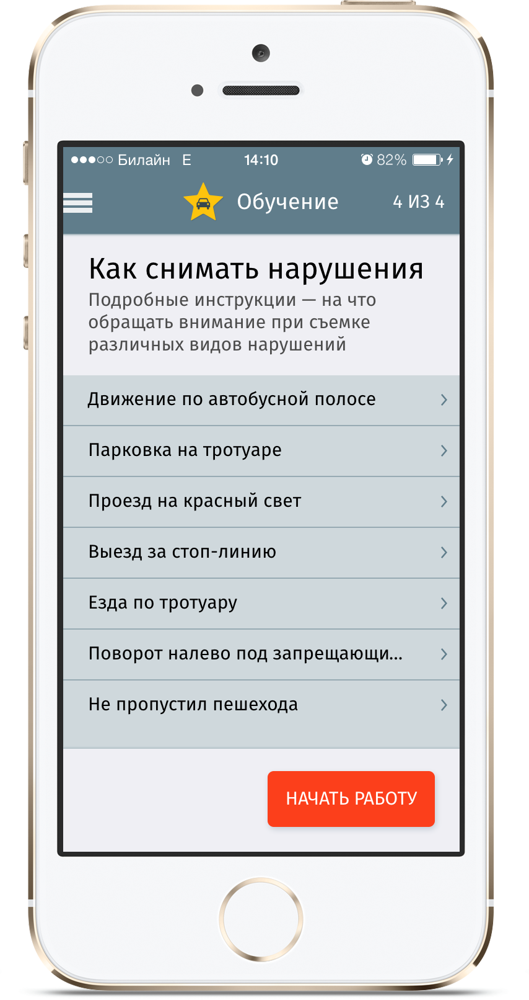 Билайн E 14:10 82%
Обучение 4 ИЗ 4
Как снимать нарушения
Подробные инструкции — на что
обращать внимание при съемке
различных видов нарушений
Движение по автобусной полосе
Парковка на тротуаре
Проезд на красный свет
Выезд за стоп-линию
Езда по тротуару
Поворот налево под запрещающи...
Не пропустил пешехода
НАЧАТЬ РАБОТУ